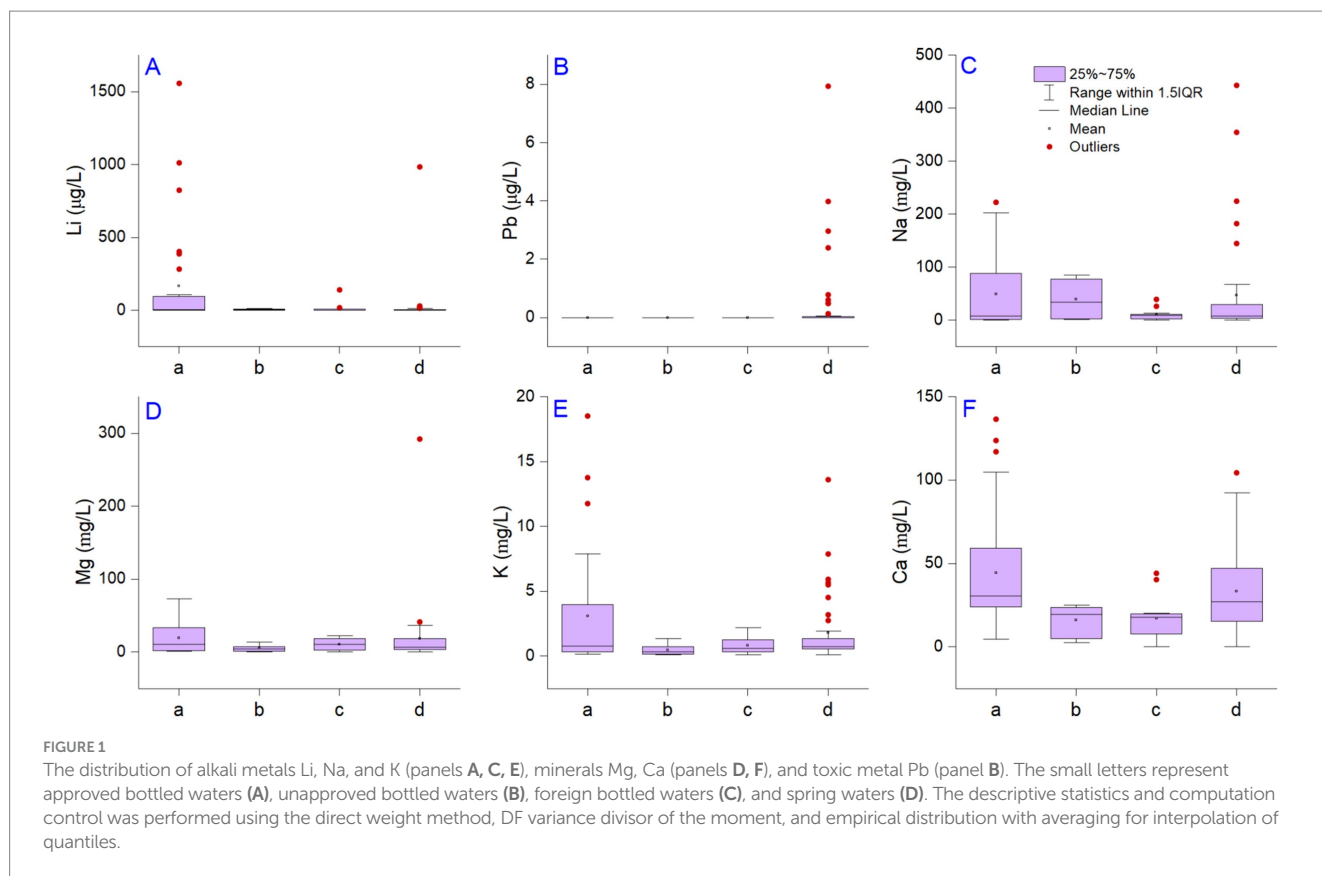 A
Li (µg/L)
1500
1000
500
0
a b c d
B
Pb (µg/L)
8
6
4
2
0
a b c d
C
Na (mg/L)
500
400
300
200
100
0
25%~75%
Range within 1.5IQR
Median Line
Mean
Outliers
a b c d
D
Mg (mg/L)
300
200
100
0
a b c d
E
K (mg/L)
20
15
10
5
0
a b c d
F
Ca (mg/L)
150
100
50
0
a b c d
FIGURE 1
The distribution of alkali metals Li, Na, and K (panels A, C, E), minerals Mg, Ca (panels D, F), and toxic metal Pb (panel B). The small letters represent
approved bottled waters (A), unapproved bottled waters (B), foreign bottled waters (C), and spring waters (D). The descriptive statistics and computation
control was performed using the direct weight method, DF variance divisor of the moment, and empirical distribution with averaging for interpolation of
quantiles.